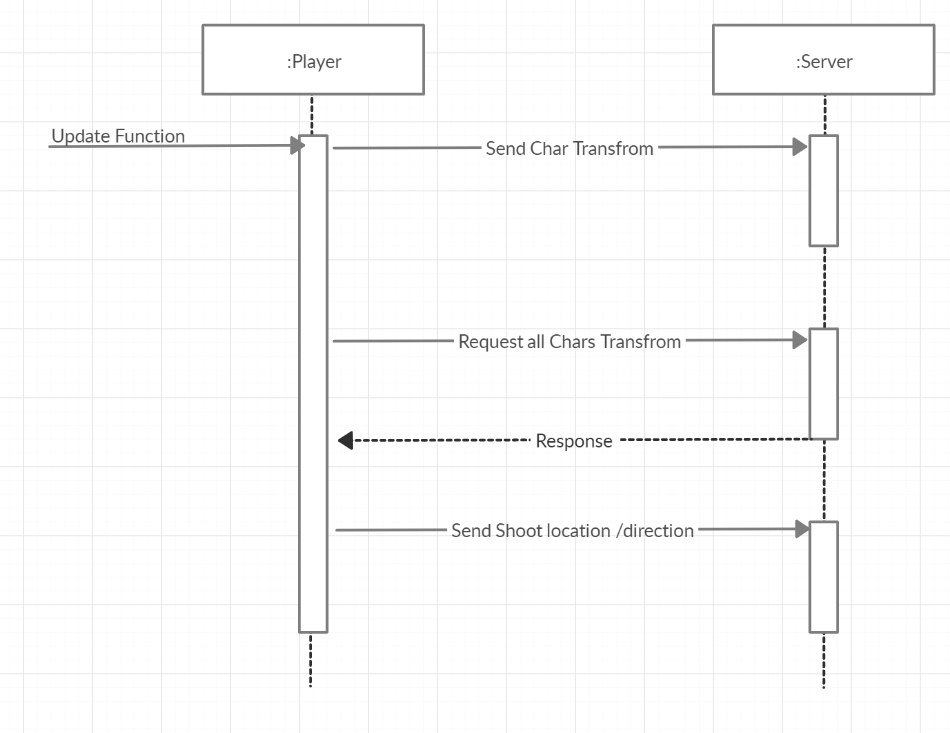 :Player
:Server
Update Function
Send Char Transfrom
Request all Chars Transfrom
Response
Send Shoot location /direction